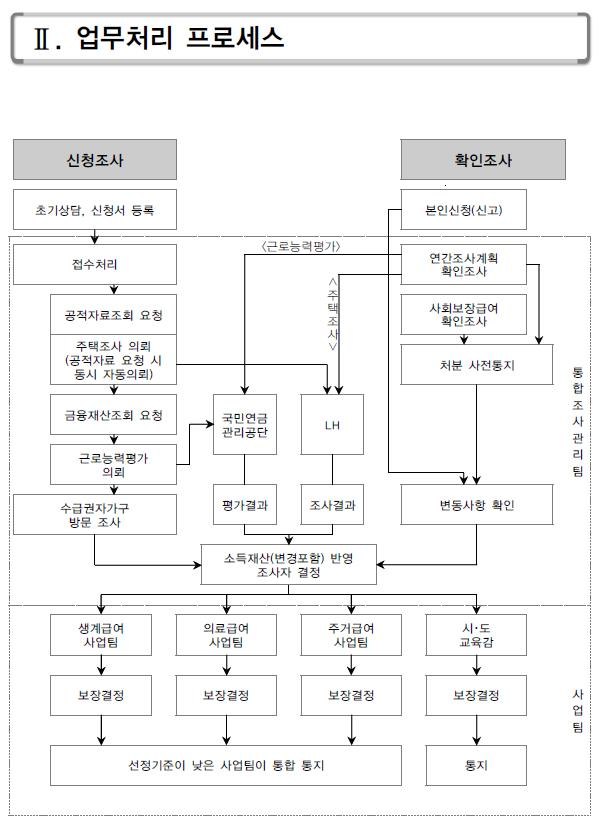 Ⅱ. 업무처리 프로세스
신청조사
확인조사
초기상담, 신청서 등록
본인신청(신고)
접수처리
<근로능력평가>
연간조사계획
확인조사
<주택조사>
공적자료조회 요청
사회보장급여
확인조사
주택조사 의뢰
(공적자료 요청 시
동시 자동의뢰)
처분 사전통지
통합조사관리팀
금융재산조회 요청
국민연금
관리공단
LH
근로능력평가
의뢰
수급권자가구
방문 조사
평가결과
조사결과
변동사항 확인
소득재산(변경포함) 반영
조사자 결정
생계급여
사업팀
의료급여
사업팀
주거급여
사업팀
시·도
교육감
보장결정
보장결정
보장결정
보장결정
사업팀
선정기준이 낮은 사업팀이 통합 통지
통지